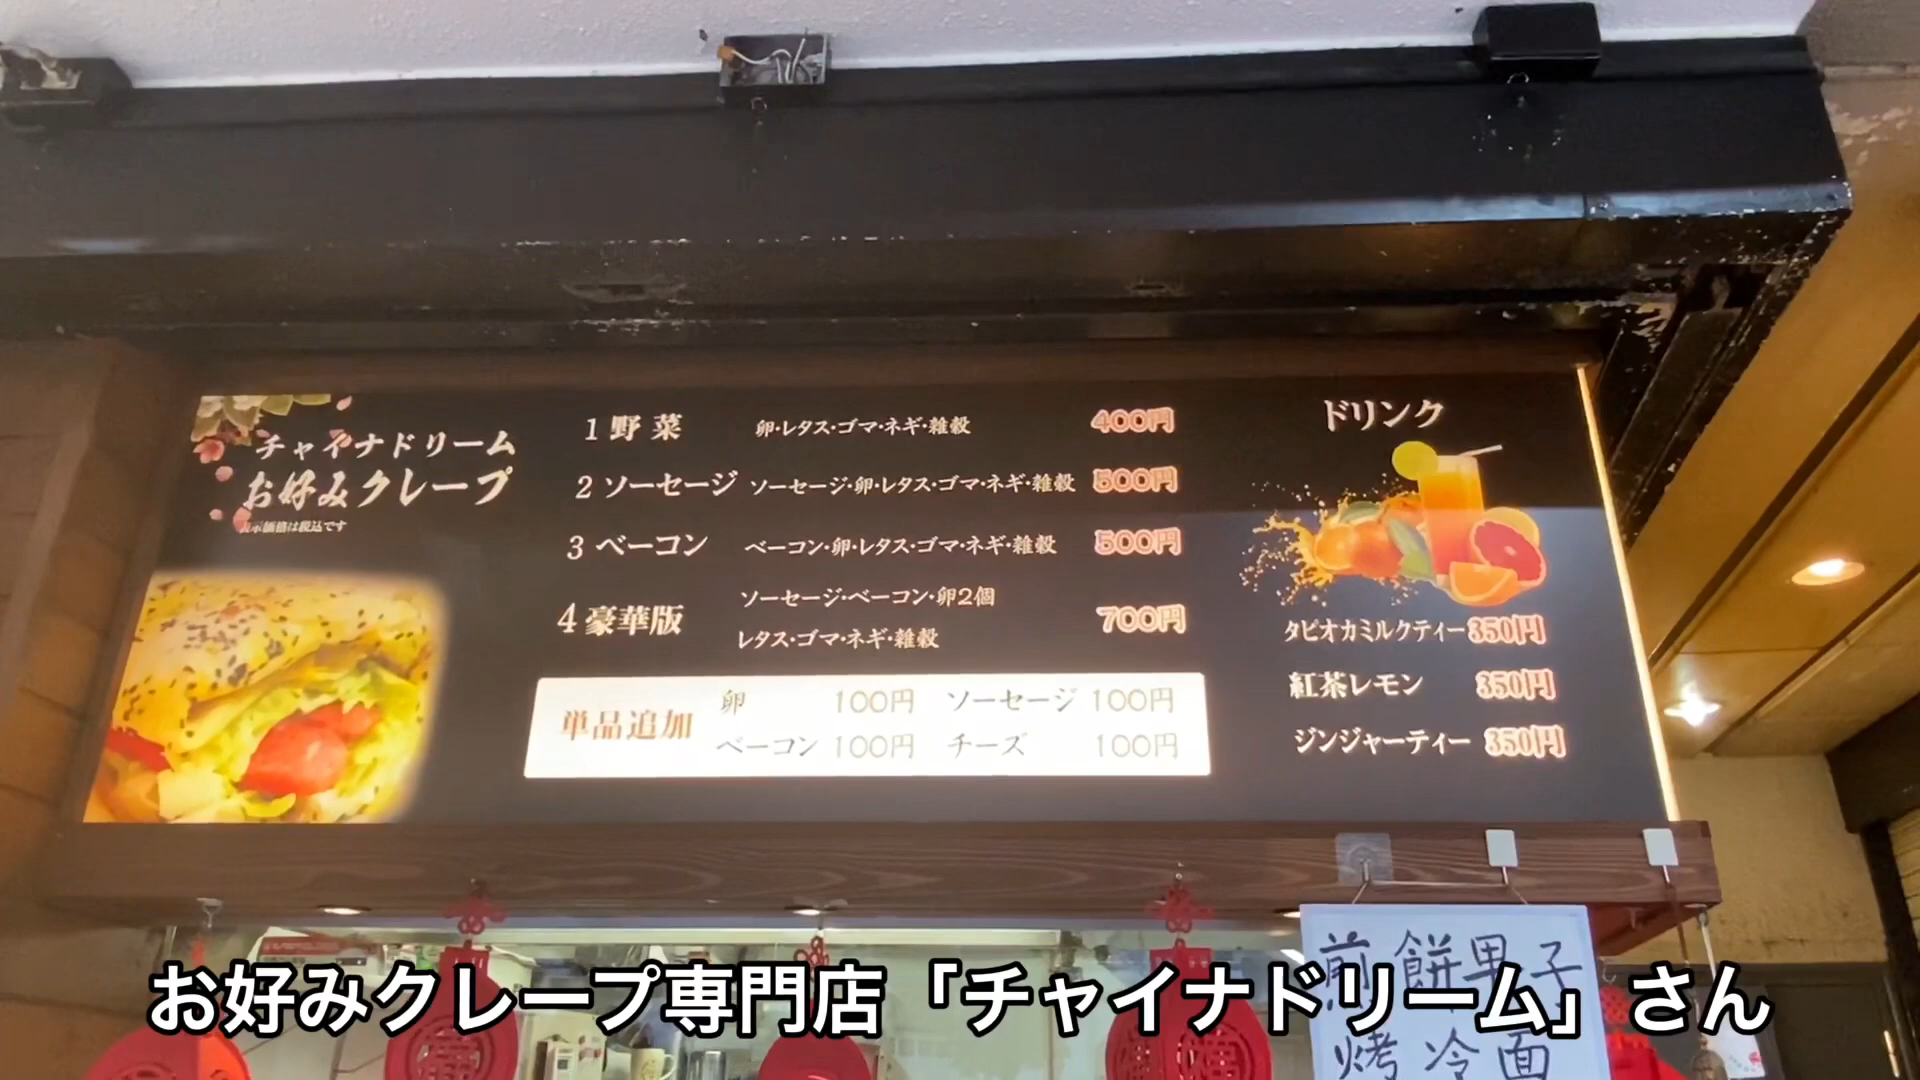 チャイナドリーム
お好みクレープ
表示価格は税込です
1 野菜 卵・レタス・ゴマ・ネギ・雑穀 400円
2 ソーセージ ソーセージ・卵・レタス・ゴマ・ネギ・雑穀 500円
3 ベーコン ベーコン・卵・レタス・ゴマ・ネギ・雑穀 500円
4 豪華版 ソーセージ・ベーコン・卵2個
レタス・ゴマ・ネギ・雑穀 700円
単品追加
卵 100円 ソーセージ 100円
ベーコン 100円 チーズ 100円
ドリンク
タピオカミルクティー 350円
紅茶レモン 350円
ジンジャーティー 350円
煎餅果子
烤冷面
お好みクレープ専門店「チャイナドリーム」さん